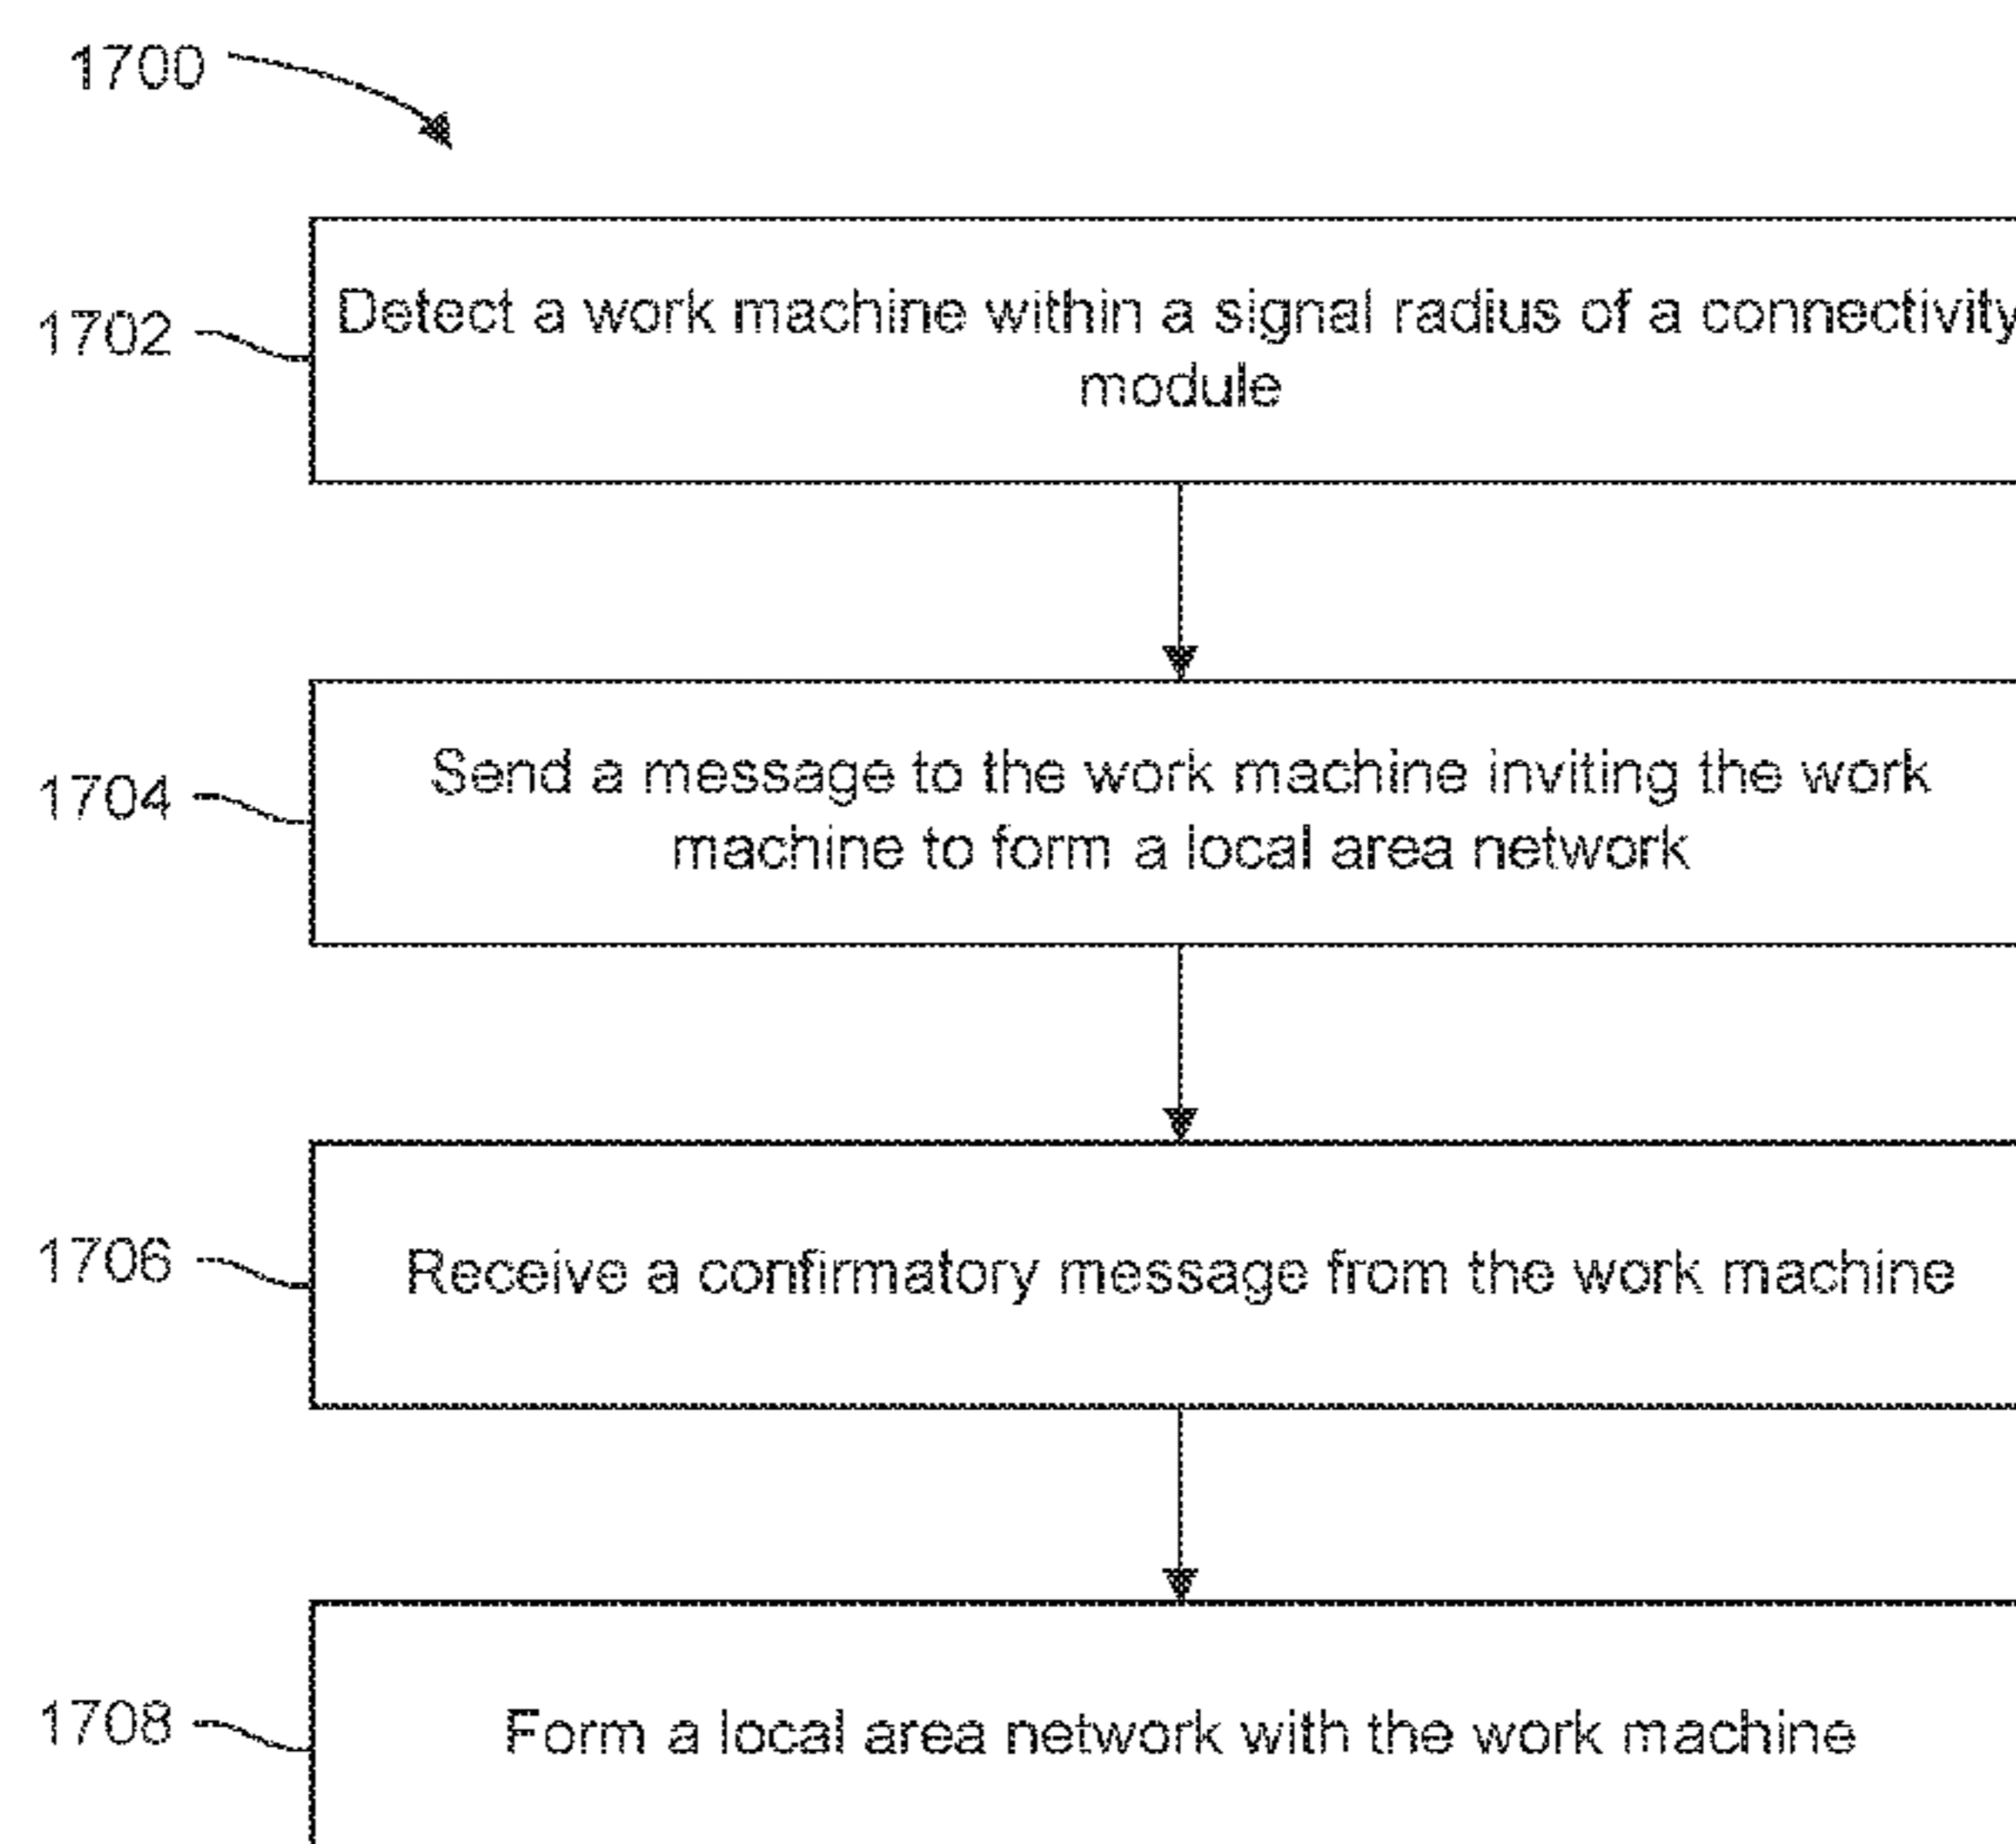 1700
1702
Detect a work machine within a signal radius of a connectivity
module
1704
Send a message to the work machine inviting the work
machine to form a local area network
1706
Receive a confirmatory message from the work machine
1708
Form a local area network with the work machine